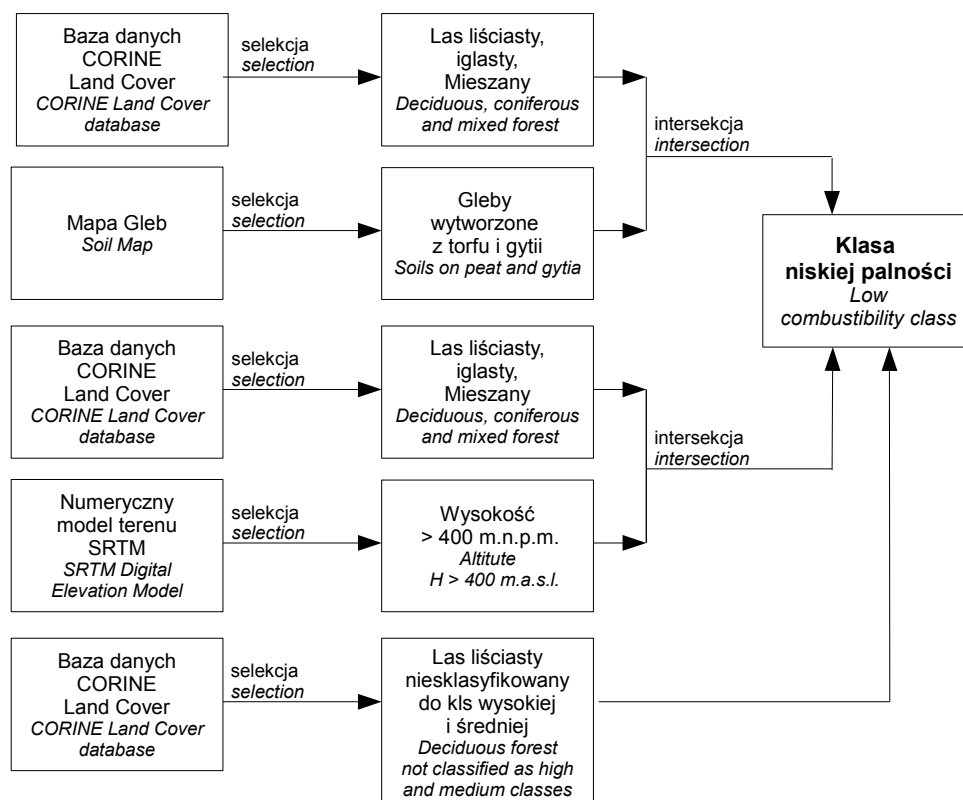 Baza danych
CORINE
Land Cover
CORINE Land Cover
database
selekcja
selection
Las liściasty,
iglasty,
Mieszany
Deciduous, coniferous
and mixed forest
intersekcja
intersection
Mapa Gleb
Soil Map
selekcja
selection
Gleby
wytworzone
z torfu i gytii
Soils on peat and gytia
Klasa
niskiej palności
Low
combustibility class
Baza danych
CORINE
Land Cover
CORINE Land Cover
database
selekcja
selection
Las liściasty,
iglasty,
Mieszany
Deciduous, coniferous
and mixed forest
intersekcja
intersection
Numeryczny
model terenu
SRTM
SRTM Digital
Elevation Model
selekcja
selection
Wysokość
> 400 m.n.p.m.
Altitute
H > 400 m.a.s.l.
Baza danych
CORINE
Land Cover
CORINE Land Cover
database
selekcja
selection
Las liściasty
niesklasyfikowany
do kls wysokiej
i średniej
Deciduous forest
not classified as high
and medium classes